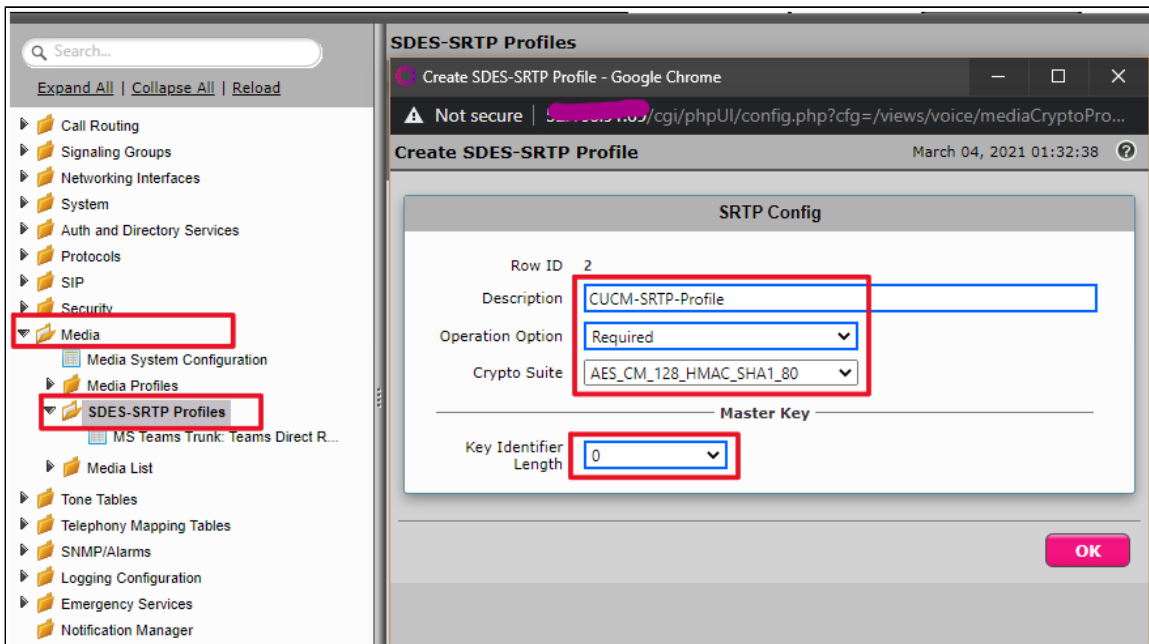 Search...
Expand All | Collapse All | Reload
Call Routing
Signaling Groups
Networking Interfaces
System
Auth and Directory Services
Protocols
SIP
Security
Media
Media System Configuration
Media Profiles
SDES-SRTP Profiles
MS Teams Trunk: Teams Direct R...
Media List
Tone Tables
Telephony Mapping Tables
SNMP/Alarms
Logging Configuration
Emergency Services
Notification Manager
SDES-SRTP Profiles
Create SDES-SRTP Profile - Google Chrome
Not secure | /cgi/phpUI/config.php?cfg=/views/voice/mediaCryptoPro...
Create SDES-SRTP Profile March 04, 2021 01:32:38
SRTP Config
Row ID 2
Description CUCM-SRTP-Profile
Operation Option Required
Crypto Suite AES_CM_128_HMAC_SHA1_80
Master Key
Key Identifier
Length 0
OK